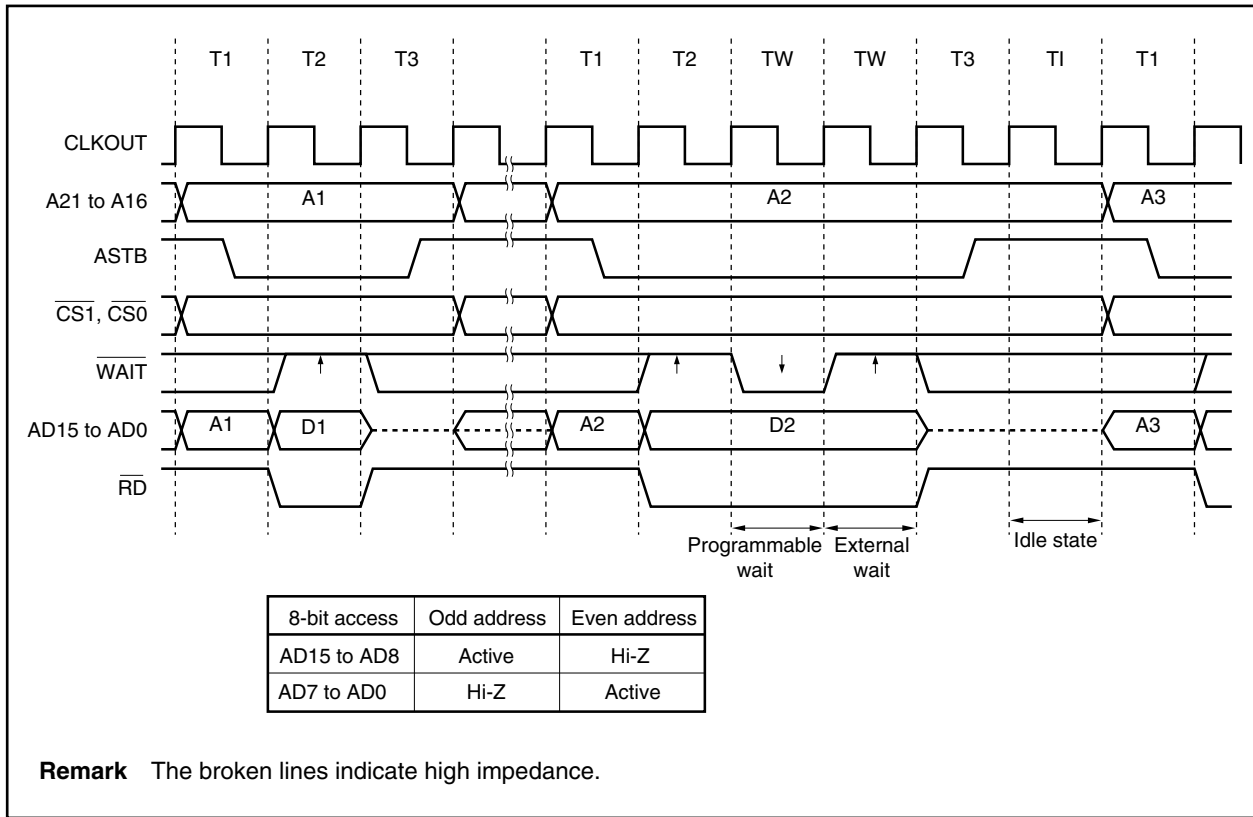 T1 T2 T3 T1 T2 TW TW T3 TI T1
CLKOUT
A21 to A16 A1 A2 A3
ASTB
CS1, CS0
WAIT
AD15 to AD0 A1 D1 A2 D2 A3
RD
Programmable wait
External wait
Idle state
8-bit access Odd address Even address
AD15 to AD8 Active Hi-Z
AD7 to AD0 Hi-Z Active
Remark The broken lines indicate high impedance.